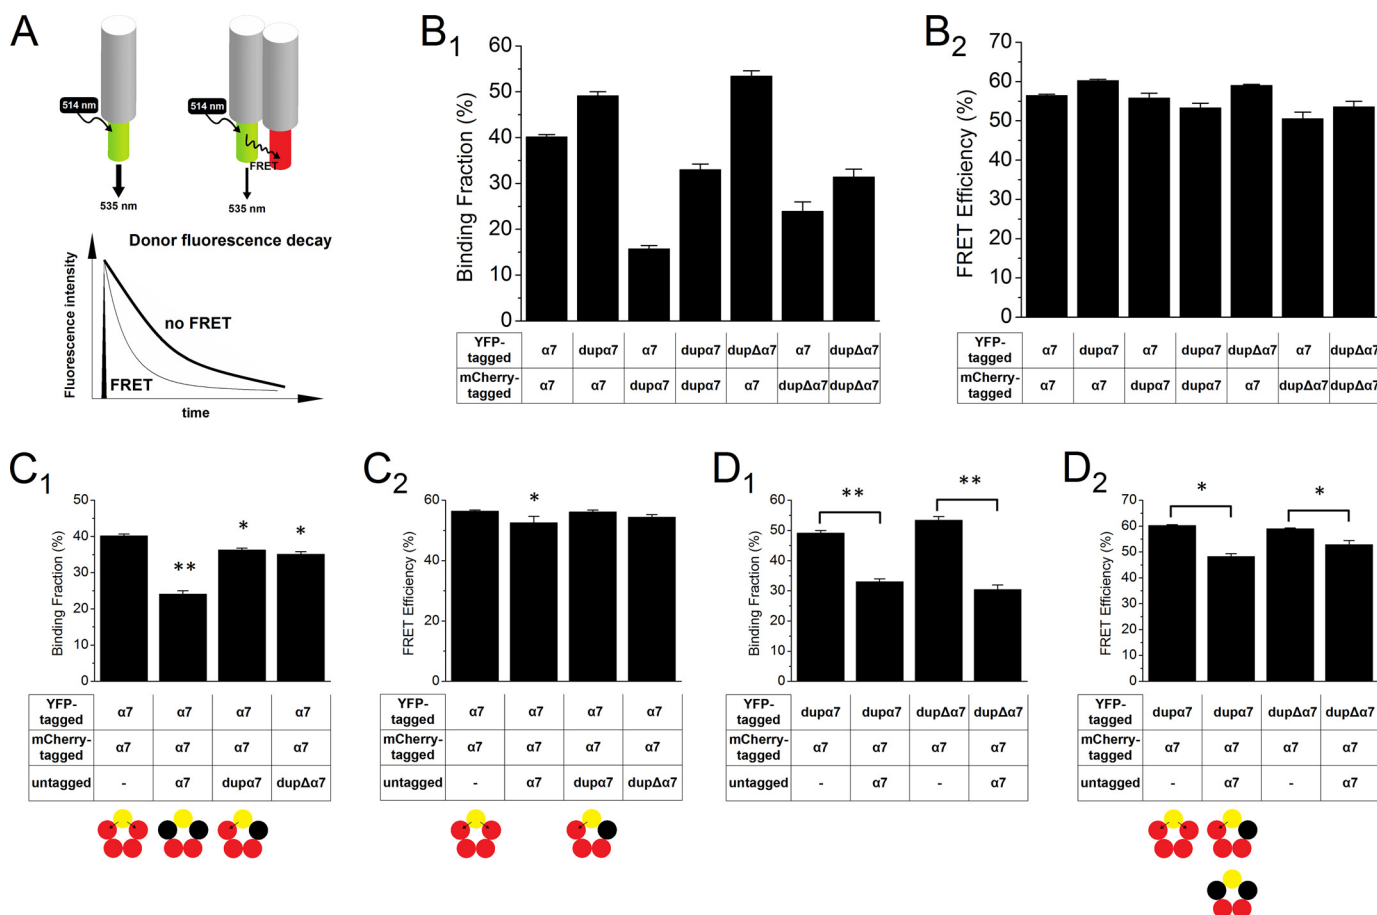 A
514 nm
514 nm
FRET
535 nm
535 nm
Donor fluorescence decay
Fluorescence intensity
no FRET
FRET
time
B1
Binding Fraction (%)
60
50
40
30
20
10
0
YFP-tagged α7 dupα7 α7 dupα7 dupΔα7 α7 dupΔα7
mCherry-tagged α7 α7 dupα7 dupα7 α7 dupΔα7 dupΔα7
B2
FRET Efficiency (%)
70
60
50
40
30
20
10
0
YFP-tagged α7 dupα7 α7 dupα7 dupΔα7 α7 dupΔα7
mCherry-tagged α7 α7 dupα7 dupα7 α7 dupΔα7 dupΔα7
C1
Binding Fraction (%)
50
40
30
20
10
0
** * *
YFP-tagged α7 α7 α7 α7
mCherry-tagged α7 α7 α7 α7
untagged - α7 dupα7 dupΔα7
C2
FRET Efficiency (%)
60
50
40
30
20
10
0
*
YFP-tagged α7 α7 α7 α7
mCherry-tagged α7 α7 α7 α7
untagged - α7 dupα7 dupΔα7
D1
Binding Fraction (%)
60
50
40
30
20
10
0
** **
YFP-tagged dupα7 dupα7 dupΔα7 dupΔα7
mCherry-tagged α7 α7 α7 α7
untagged - α7 - α7
D2
FRET Efficiency (%)
70
60
50
40
30
20
10
0
* *
YFP-tagged dupα7 dupα7 dupΔα7 dupΔα7
mCherry-tagged α7 α7 α7 α7
untagged - α7 - α7